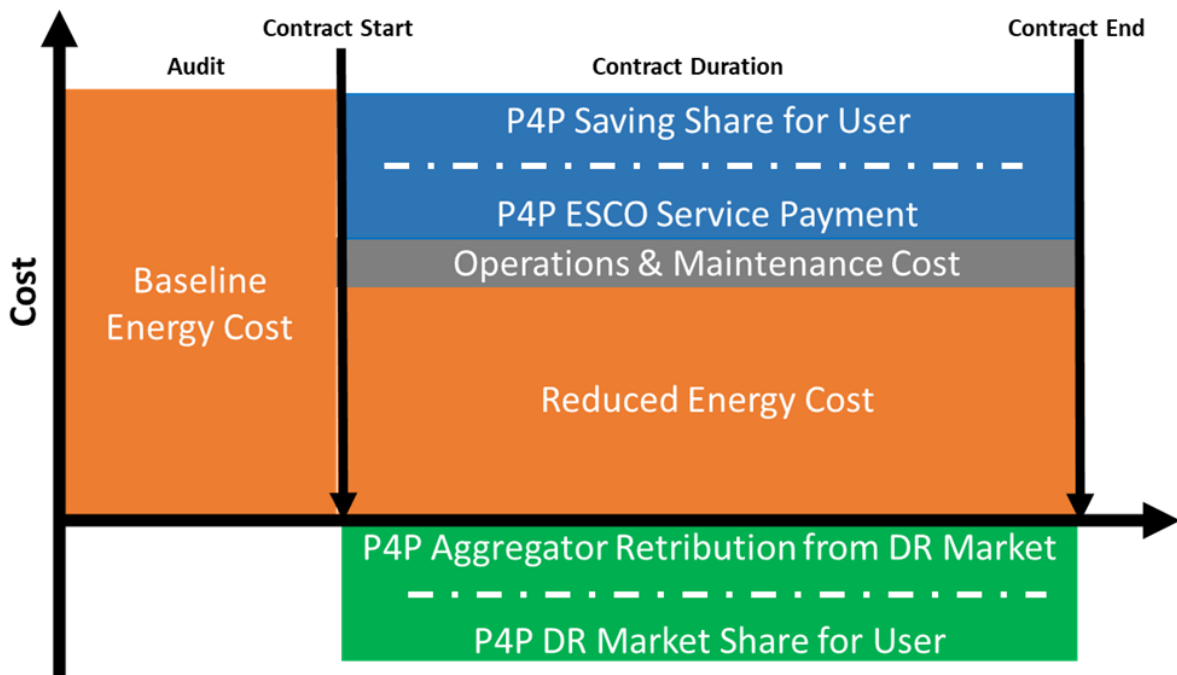 Contract Start
Contract End
Audit
Contract Duration
P4P Saving Share for User
P4P ESCO Service Payment
Operations & Maintenance Cost
Baseline
Energy Cost
Reduced Energy Cost
Cost
P4P Aggregator Retribution from DR Market
P4P DR Market Share for User